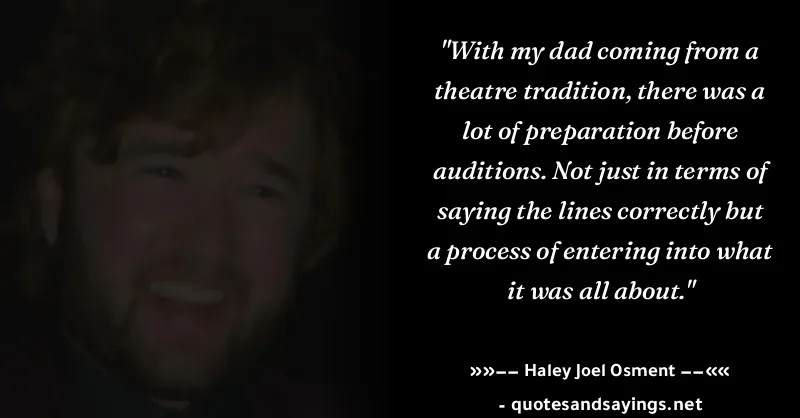 "With my dad coming from a
theatre tradition, there was a
lot of preparation before
auditions. Not just in terms of
saying the lines correctly but
a process of entering into what
it was all about."
»»−− Haley Joel Osment −−««
- quotesandsayings.net